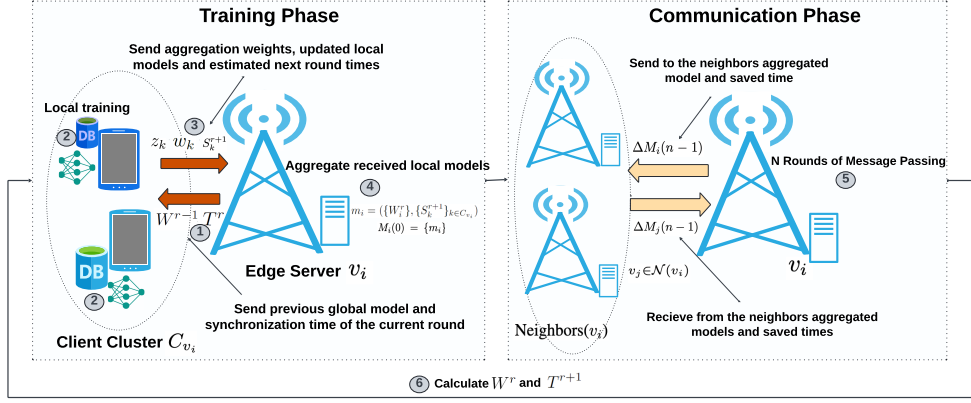 Training Phase
Send aggregation weights, updated local
models and estimated next round times
Local training
2
DB
3
z_k w_k S_k^{r+1}
W^{r-1} T^r
1
DB
2
Aggregate received local models
4
m_i = ({W_i^r}, {S_k^{r+1}}_{k∈C_{v_i}})
M_i(0) = {m_i}
Edge Server v_i
Send previous global model and
synchronization time of the current round
Client Cluster C_{v_i}
Communication Phase
Send to the neighbors aggregated
model and saved time
ΔM_i(n − 1)
N Rounds of Message Passing
5
ΔM_j(n − 1)
v_j∈N(v_i)
v_i
Recieve from the neighbors aggregated
models and saved times
Neighbors(v_i)
6 Calculate W^r and T^{r+1}